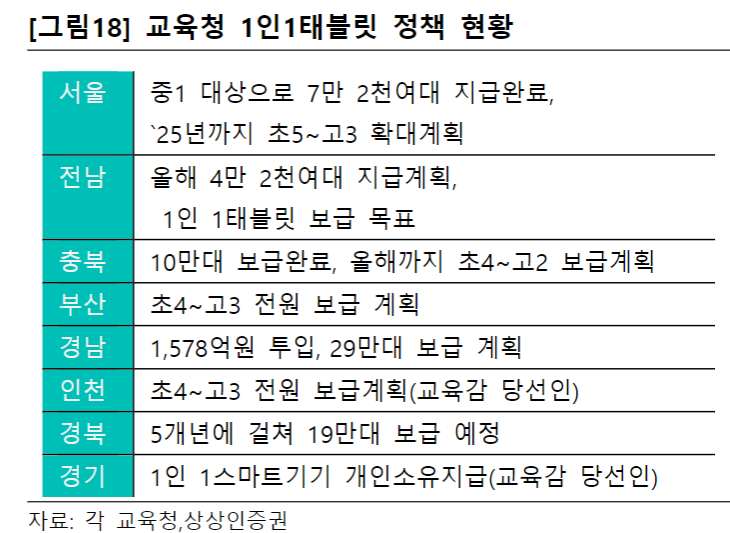 [그림18] 교육청 1인1태블릿 정책 현황
서울 중1 대상으로 7만 2천여대 지급완료,
`25년까지 초5~고3 확대계획
전남 올해 4만 2천여대 지급계획,
1인 1태블릿 보급 목표
충북 10만대 보급완료, 올해까지 초4~고2 보급계획
부산 초4~고3 전원 보급 계획
경남 1,578억원 투입, 29만대 보급 계획
인천 초4~고3 전원 보급계획(교육감 당선인)
경북 5개년에 걸쳐 19만대 보급 예정
경기 1인 1스마트기기 개인소유지급(교육감 당선인)
자료: 각 교육청,상상인증권